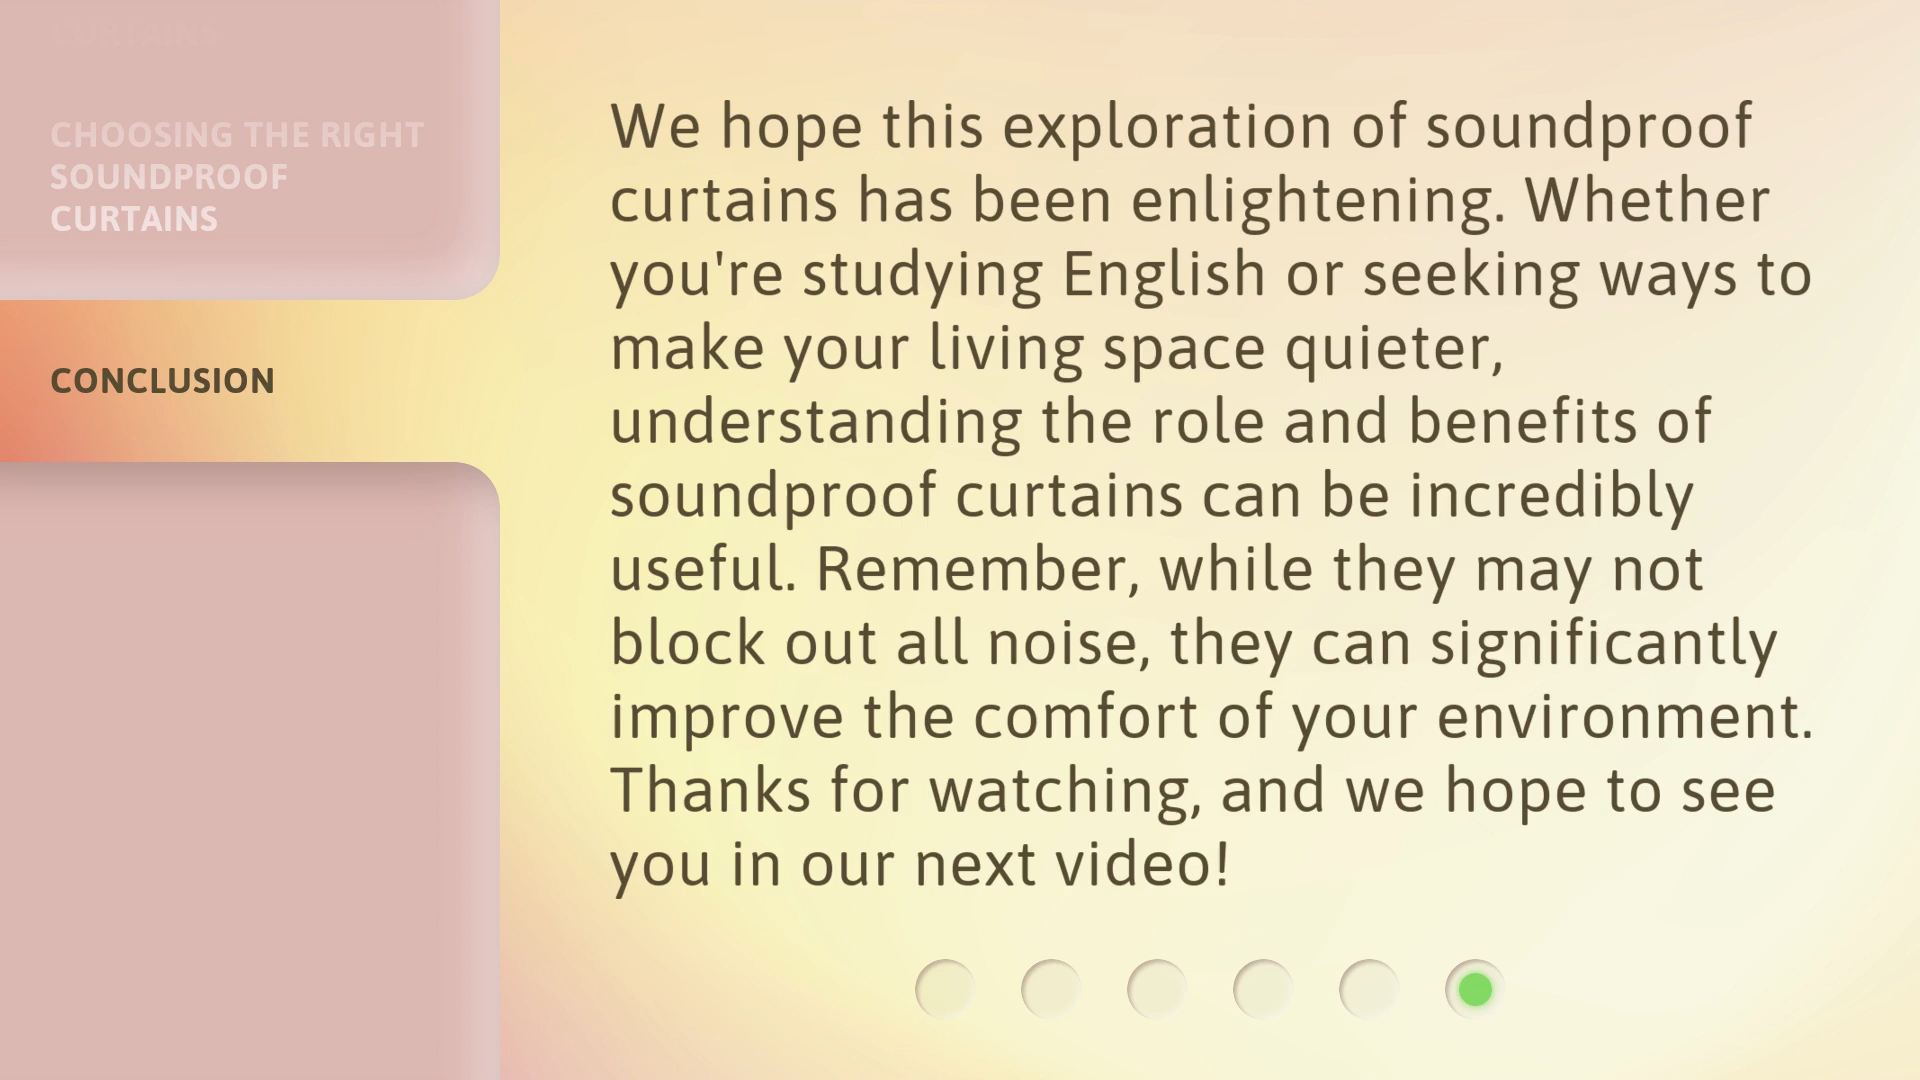 CURTAINS
CHOOSING THE RIGHT
SOUNDPROOF
CURTAINS
CONCLUSION
We hope this exploration of soundproof
curtains has been enlightening. Whether
you're studying English or seeking ways to
make your living space quieter,
understanding the role and benefits of
soundproof curtains can be incredibly
useful. Remember, while they may not
block out all noise, they can significantly
improve the comfort of your environment.
Thanks for watching, and we hope to see
you in our next video!